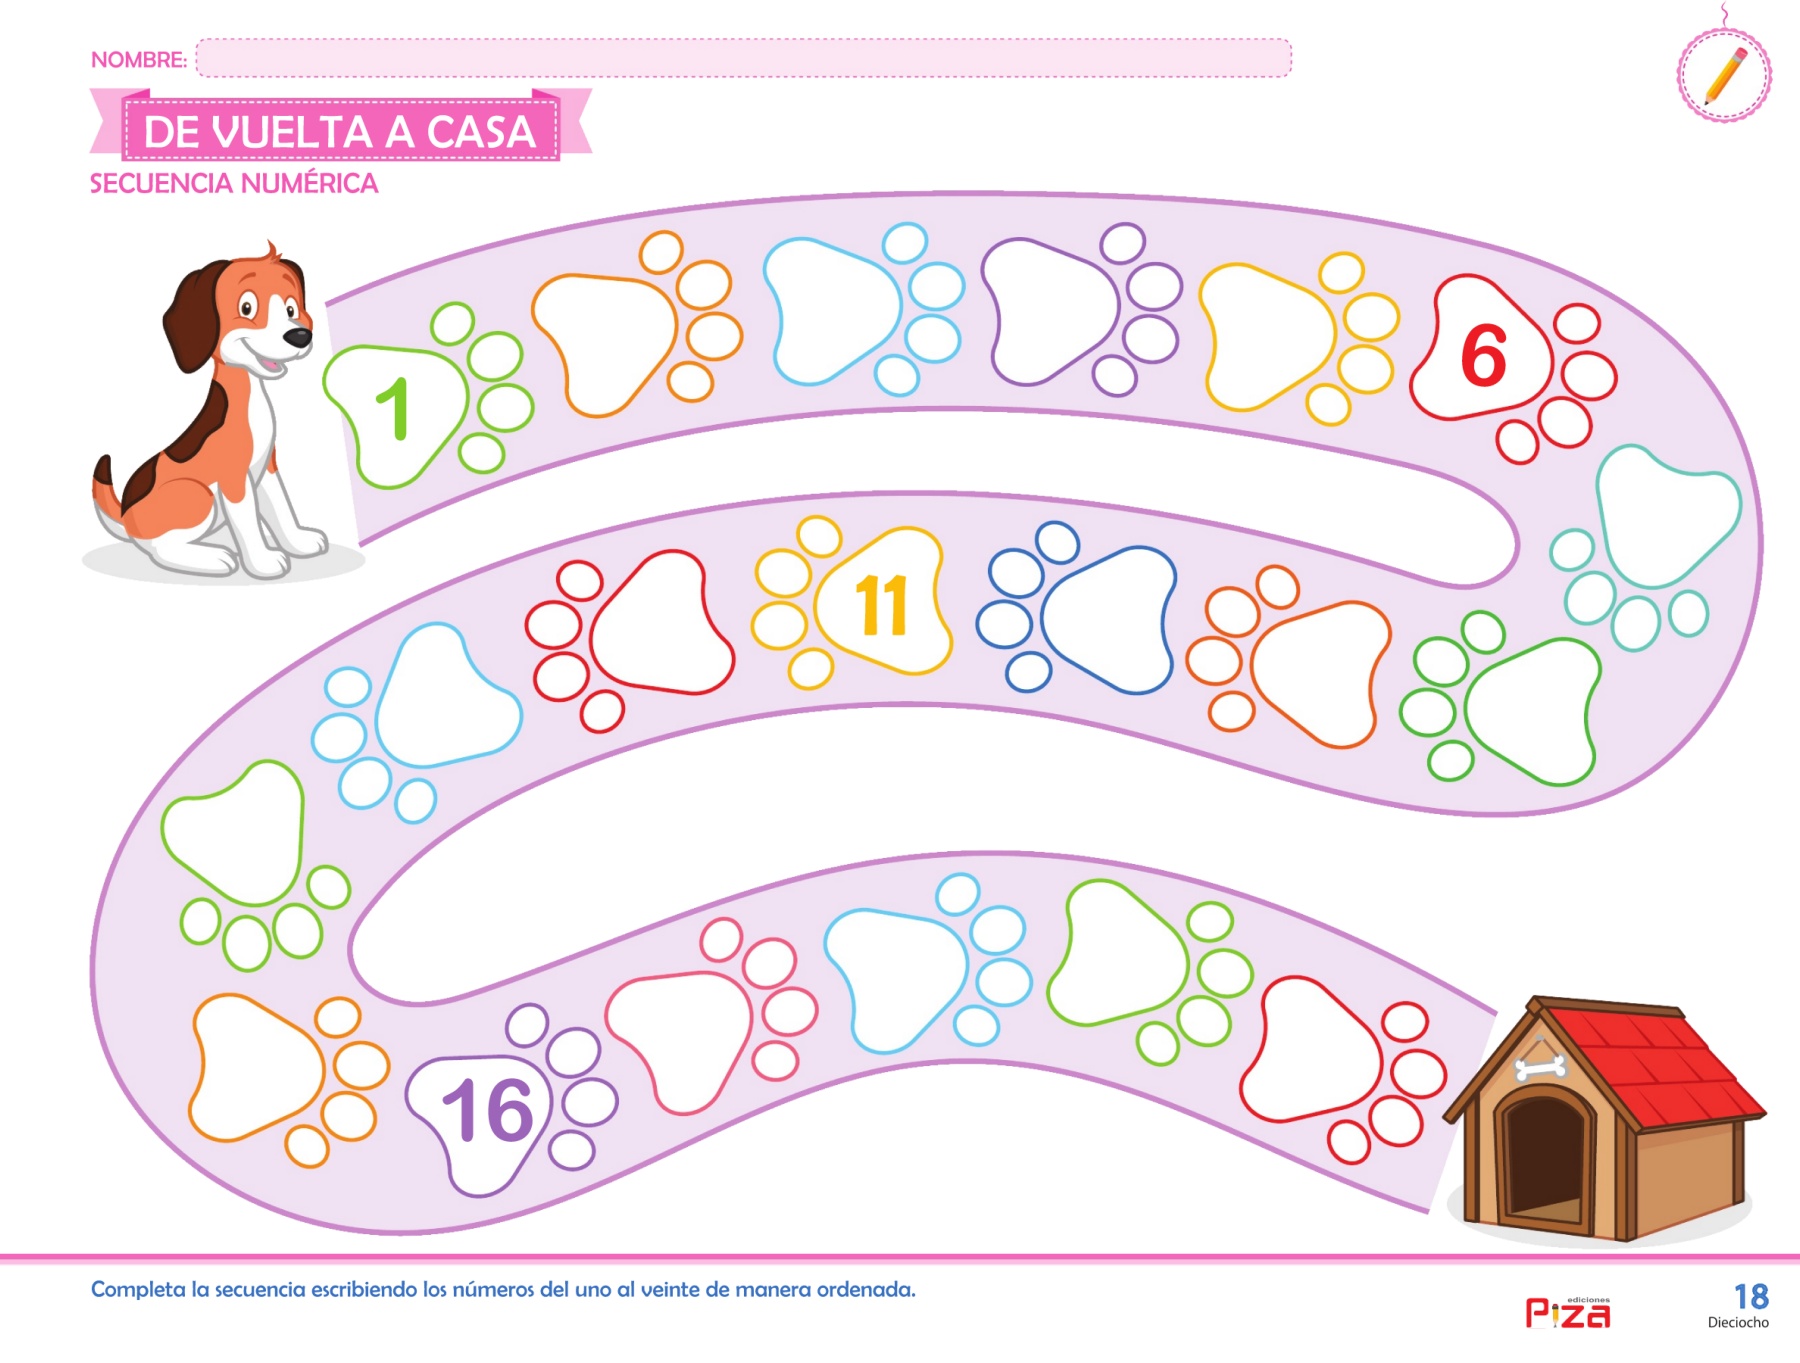 NOMBRE:
DE VUELTA A CASA
SECUENCIA NUMÉRICA
1
6
11
16
Completa la secuencia escribiendo los números del uno al veinte de manera ordenada.
ediciones
Piza
18
Dieciocho